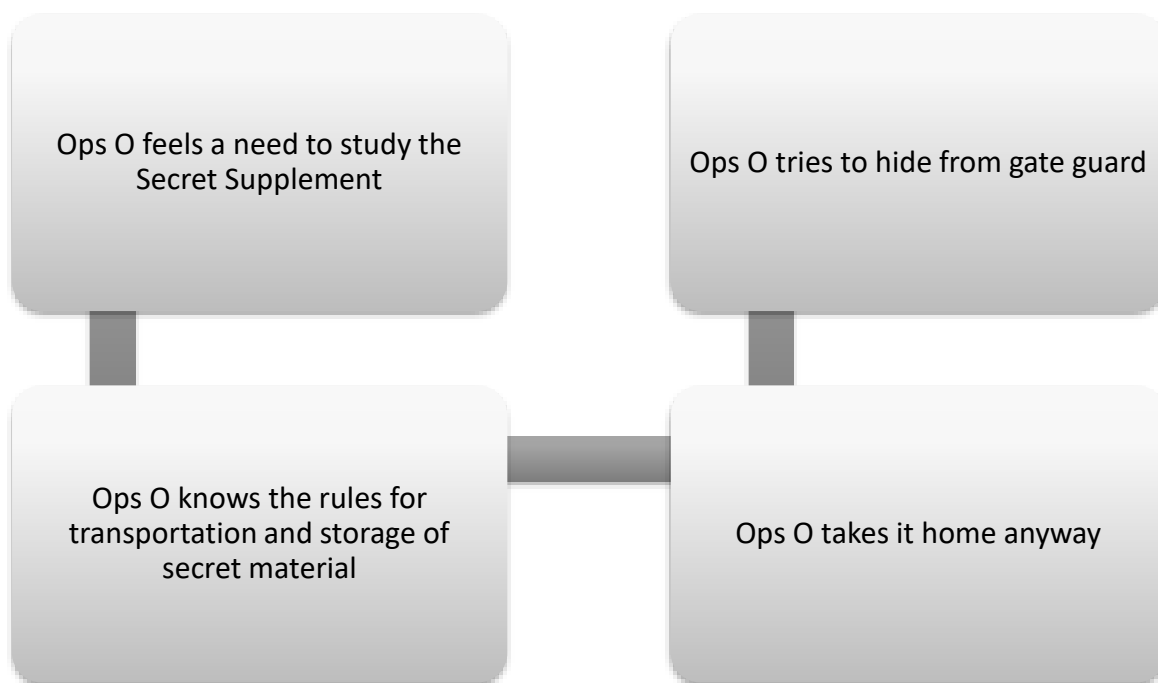 Ops O feels a need to study the
Secret Supplement
Ops O knows the rules for
transportation and storage of
secret material
Ops O takes it home anyway
Ops O tries to hide from gate guard